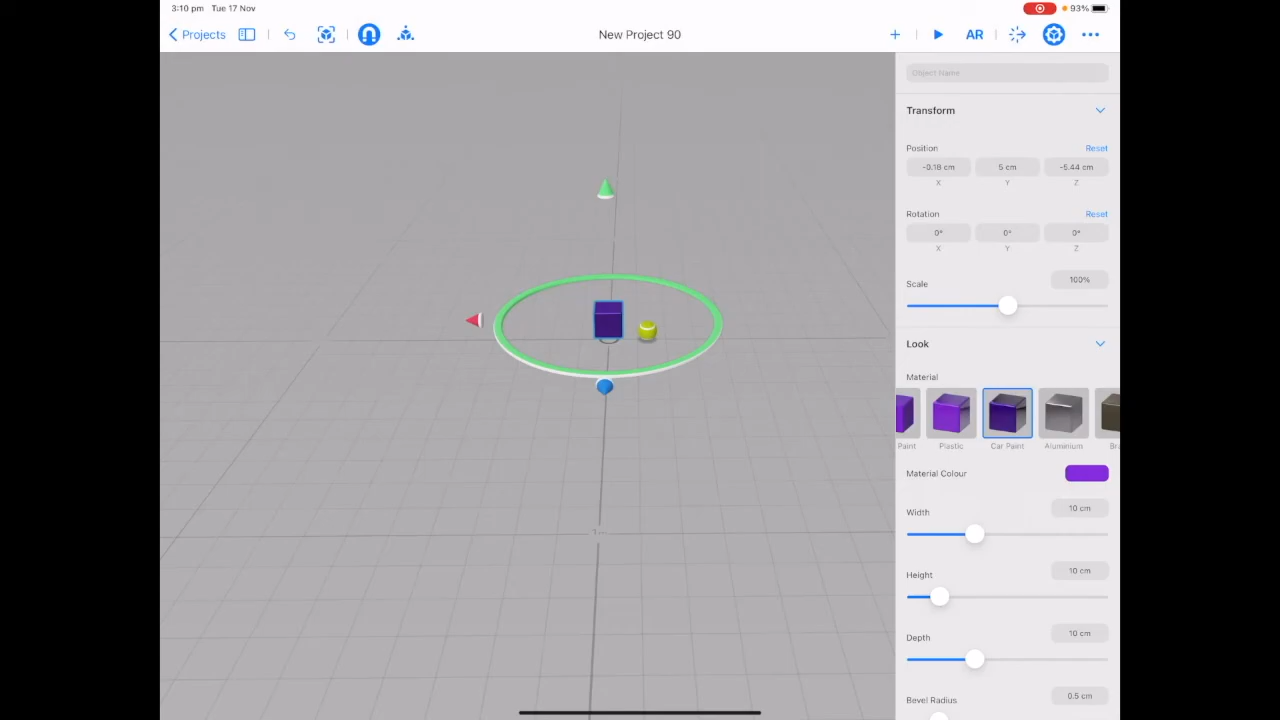 3:10 pm Tue 17 Nov
93%
Projects
New Project 90
AR
Object Name
Transform
Position Reset
-0.18 cm 5 cm -5.44 cm
X Y Z
Rotation Reset
0° 0° 0°
X Y Z
Scale 100%
Look
Material
Paint Plastic Car Paint Aluminium Bra
Material Colour
Width 10 cm
Height 10 cm
Depth 10 cm
Bevel Radius 0.5 cm